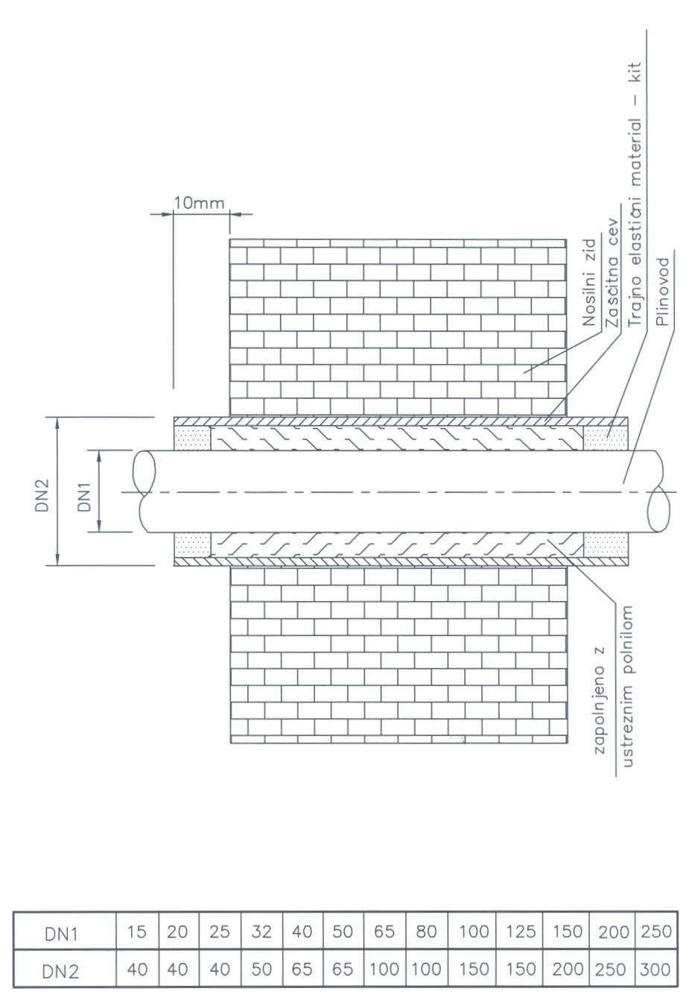 10mm
Nosilni zid
Zaščitna cev
Trajno elastični material – kit
Plinovod
DN2
DN1
zapolnjeno z
ustreznim polnilom
DN1 15 20 25 32 40 50 65 80 100 125 150 200 250
DN2 40 40 40 50 65 65 100 100 150 150 200 250 300